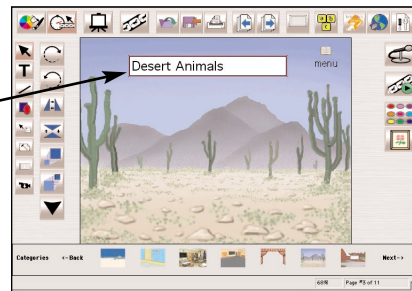 a b
c
T
Desert Animals
menu
Categories <-Back Next->
68% Page #8 of 11